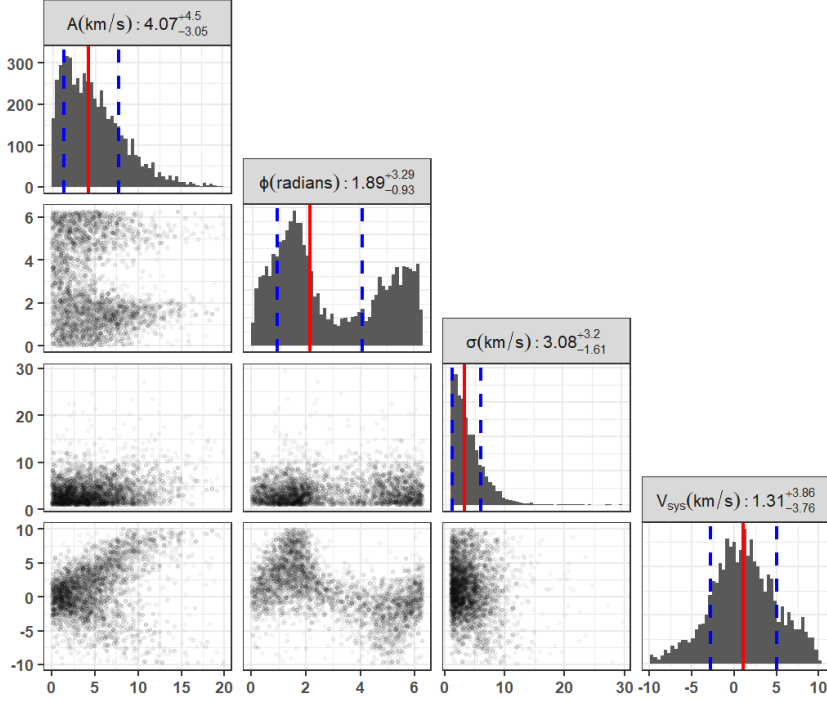 A(km/s) : 4.07 +4.5 −3.05
300
200
100
0
ϕ(radians) : 1.89 +3.29 −0.93
6
4
2
0
σ(km/s) : 3.08 +3.2 −1.61
30
20
10
0
Vsys(km/s) : 1.31 +3.86 −3.76
10
5
0
-5
-10
0 5 10 15 20
0 2 4 6
0 10 20 30
-10 -5 0 5 10